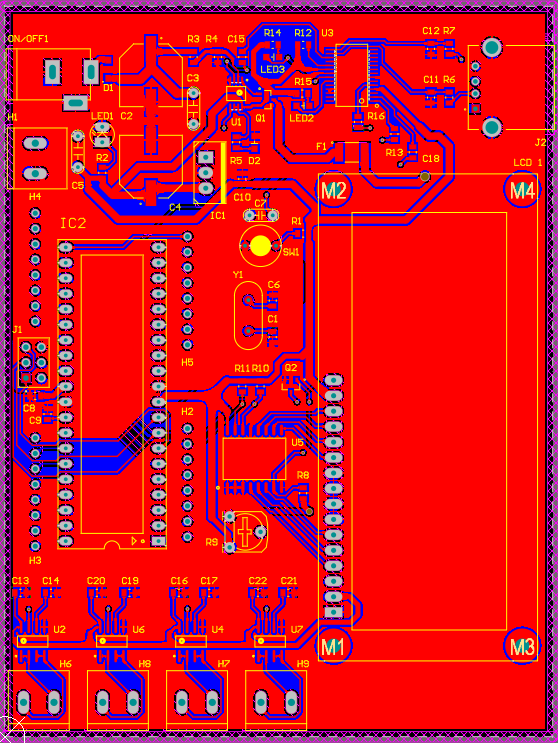 ON/OFF1
R3 R4 C15
R14 R12
U3
C12 R7
LED3
D1
C3
R15
C11 R6
H1
LED1
C2
U1
Q1
LED2
R16
J2
R2
R5 D2
F1
R13
C18
LCD 1
C5
H4
C4
IC1
C10
C7
M2
M4
IC2
R1
SW1
Y1
C6
C1
J1
H5
R11 R10
Q2
C8
C9
H2
U5
R8
R9
H3
C13 C14
C20 C19
C16 C17
C22 C21
U2
U6
U4
U7
M1
M3
H6
H8
H7
H9